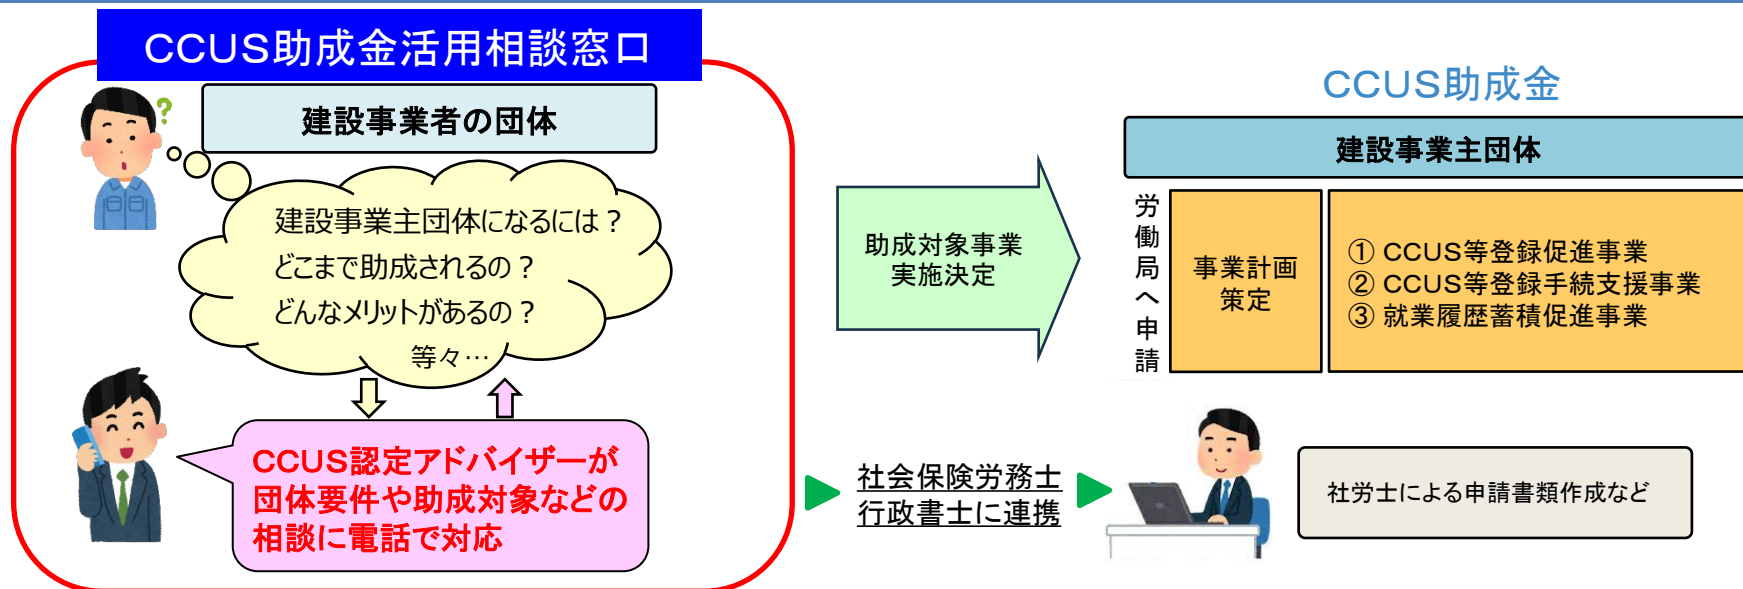 CCUS助成金活用相談窓口
建設事業者の団体
?
建設事業主団体になるには？
どこまで助成されるの？
どんなメリットがあるの？
等々…
CCUS認定アドバイザーが
団体要件や助成対象などの
相談に電話で対応
助成対象事業
実施決定
社会保険労務士
行政書士に連携
CCUS助成金
建設事業主団体
労働局へ申請
事業計画
策定
① CCUS等登録促進事業
② CCUS等登録手続支援事業
③ 就業履歴蓄積促進事業
社労士による申請書類作成など